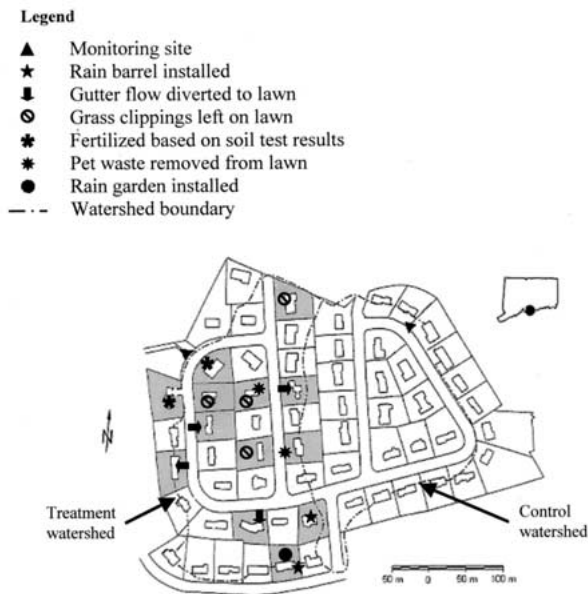 Legend
Monitoring site
Rain barrel installed
Gutter flow diverted to lawn
Grass clippings left on lawn
Fertilized based on soil test results
Pet waste removed from lawn
Rain garden installed
Watershed boundary
N
Treatment
watershed
Control
watershed
50 m 0 50 m 100 m